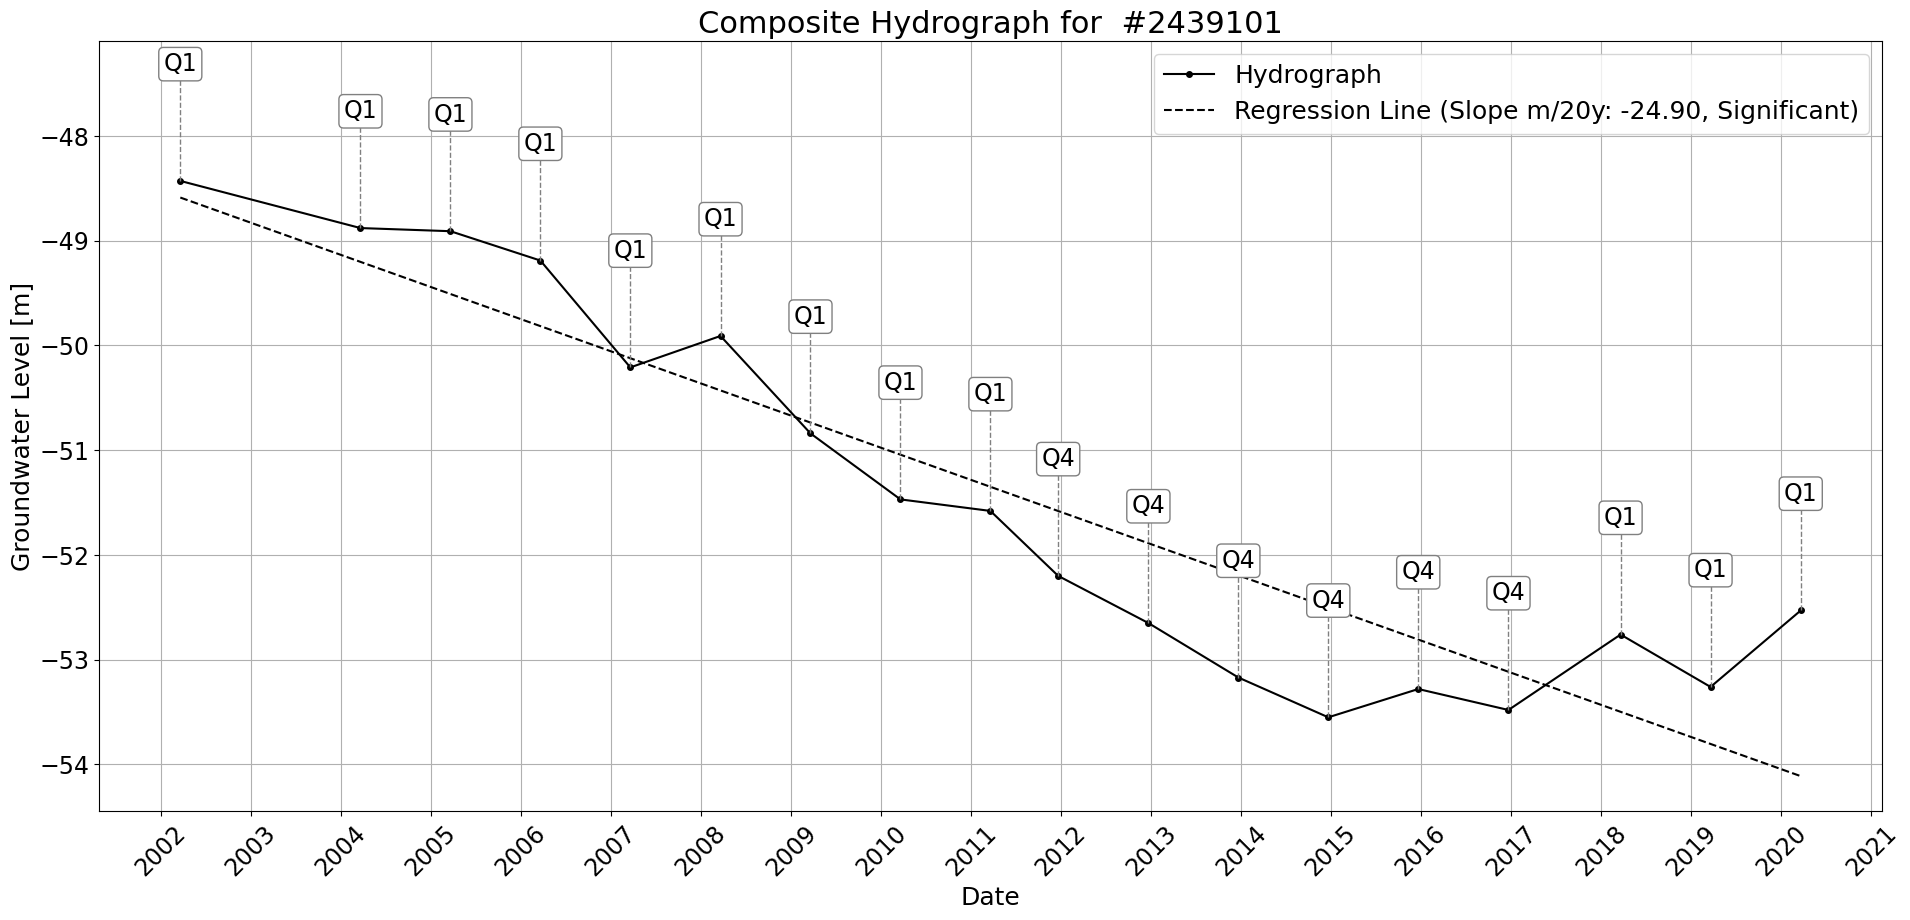 Composite Hydrograph for  #2439101
Hydrograph
Regression Line (Slope m/20y: -24.90, Significant)
Q1
Q1
Q1
Q1
Q1
Q1
Q1
Q1
Q1
Q4
Q4
Q4
Q4
Q4
Q4
Q1
Q1
Q1
Groundwater Level [m]
−48
−49
−50
−51
−52
−53
−54
2002
2003
2004
2005
2006
2007
2008
2009
2010
2011
2012
2013
2014
2015
2016
2017
2018
2019
2020
2021
Date